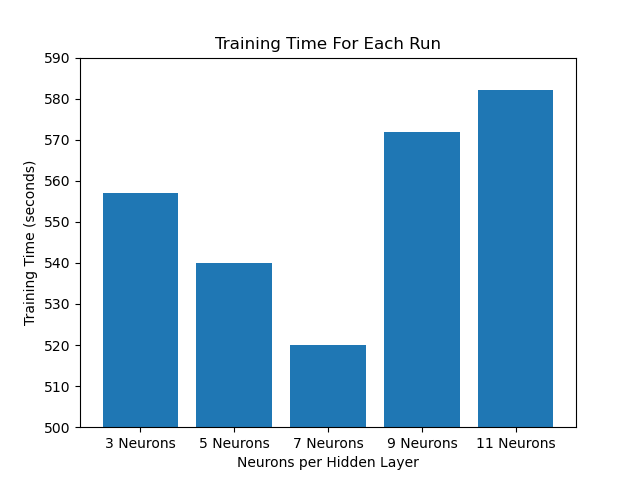 Training Time For Each Run
Training Time (seconds)
590
580
570
560
550
540
530
520
510
500
3 Neurons 5 Neurons 7 Neurons 9 Neurons 11 Neurons
Neurons per Hidden Layer